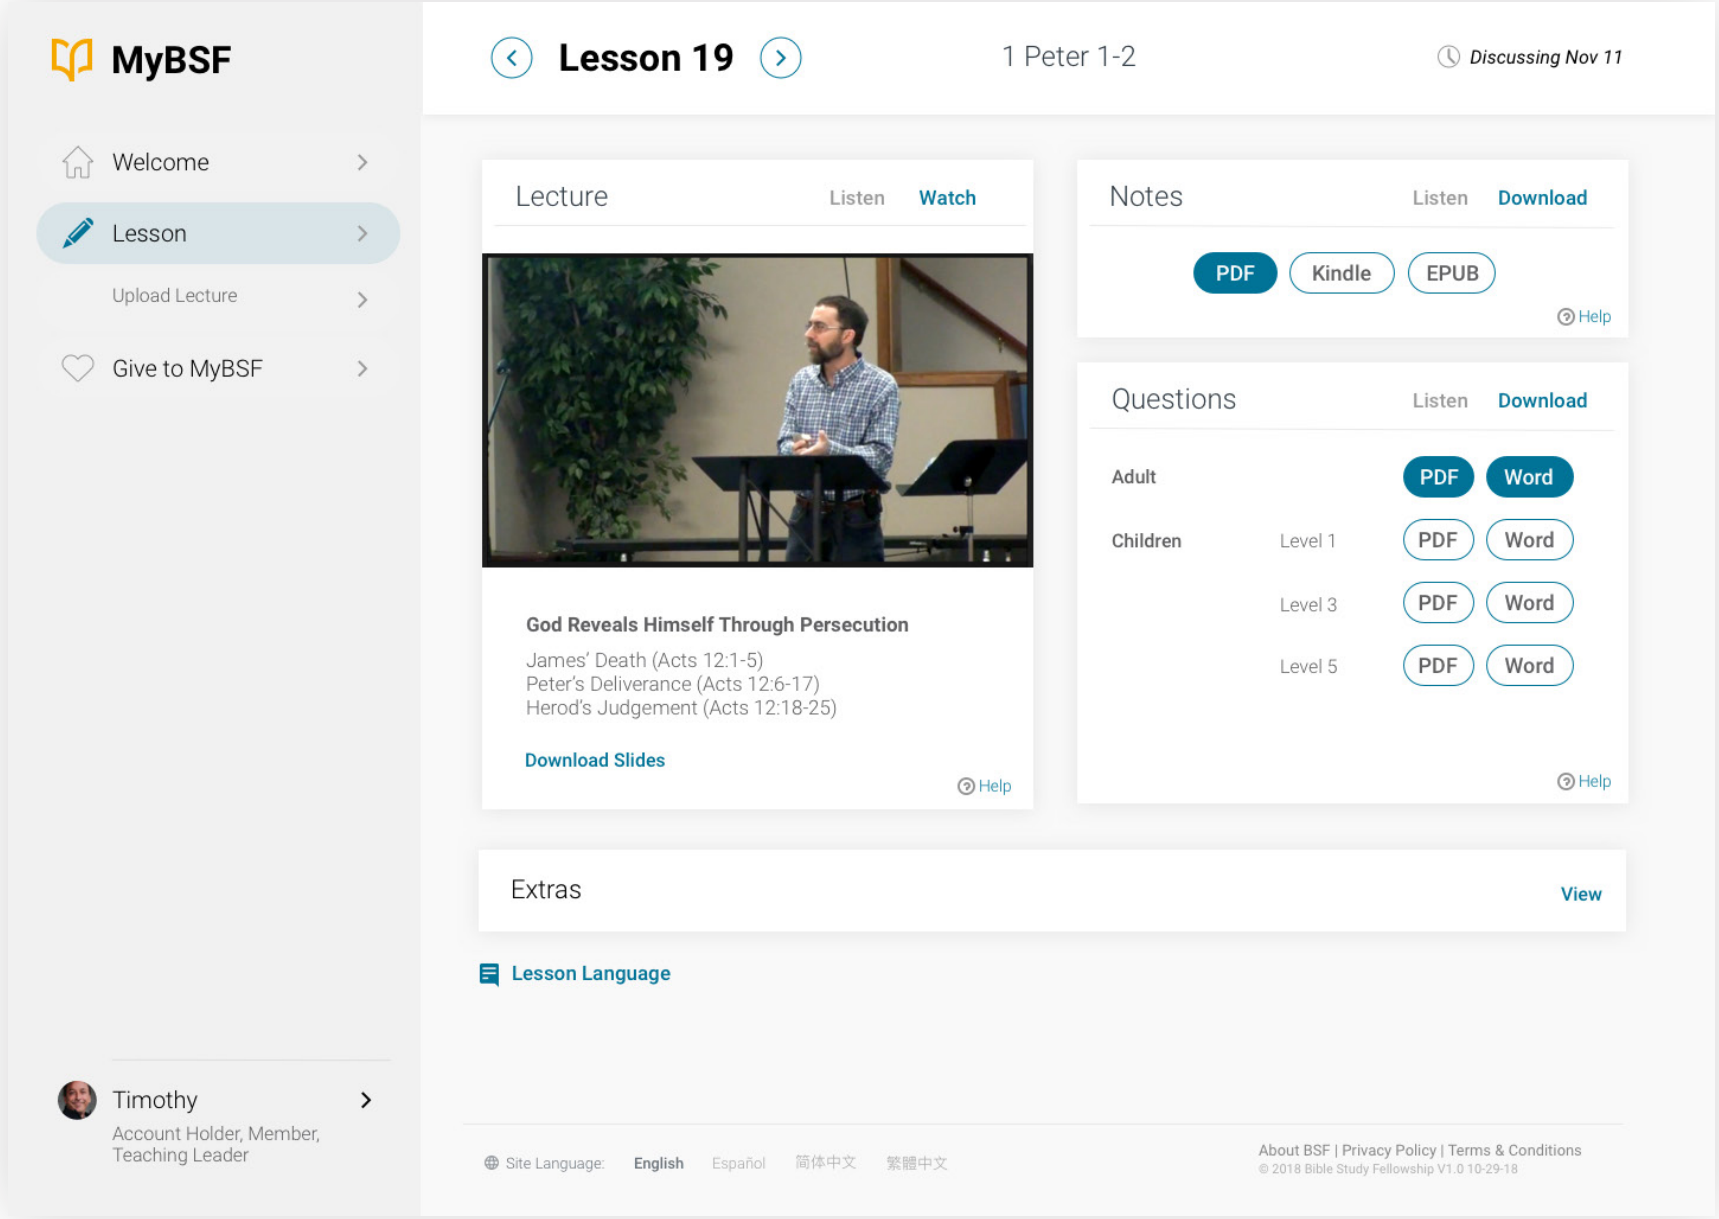 MyBSF
Lesson 19
1 Peter 1-2
Discussing Nov 11
Welcome
Lesson
Upload Lecture
Give to MyBSF
Lecture
Listen
Watch
God Reveals Himself Through Persecution
James’ Death (Acts 12:1-5)
Peter’s Deliverance (Acts 12:6-17)
Herod’s Judgement (Acts 12:18-25)
Download Slides
Help
Notes
Listen
Download
PDF
Kindle
EPUB
Help
Questions
Listen
Download
Adult
PDF
Word
Children
Level 1
PDF
Word
Level 3
PDF
Word
Level 5
PDF
Word
Help
Extras
View
Lesson Language
Timothy
Account Holder, Member,
Teaching Leader
Site Language:
English
Español
简体中文
繁體中文
About BSF | Privacy Policy | Terms & Conditions
© 2018 Bible Study Fellowship V1.0 10-29-18